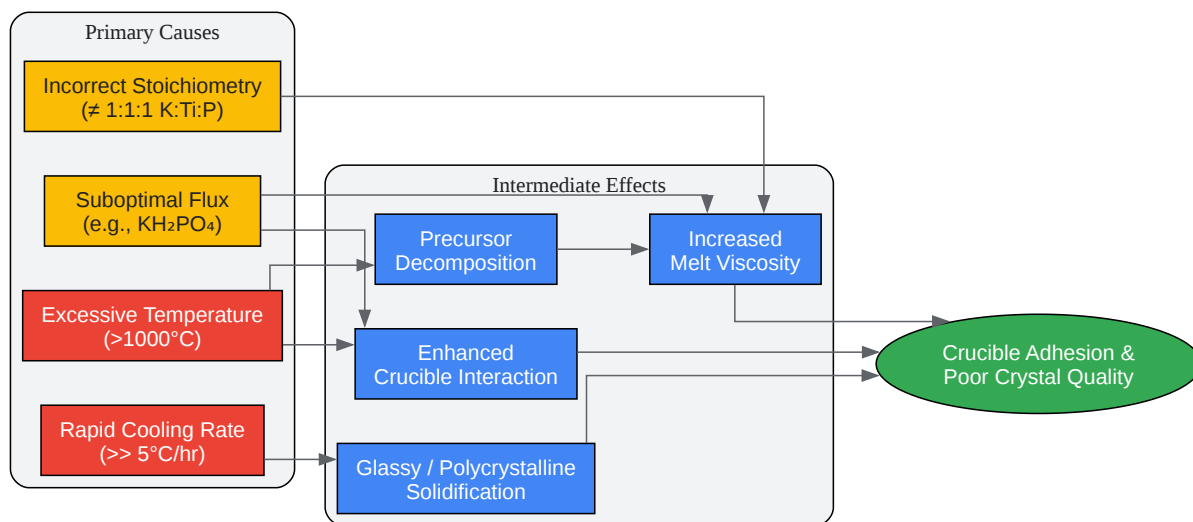 Primary Causes
Incorrect Stoichiometry
(≠ 1:1:1 K:Ti:P)
Suboptimal Flux
(e.g., KH₂PO₄)
Excessive Temperature
(>1000°C)
Rapid Cooling Rate
(>> 5°C/hr)
Intermediate Effects
Precursor
Decomposition
Increased
Melt Viscosity
Enhanced
Crucible Interaction
Glassy / Polycrystalline
Solidification
Crucible Adhesion &
Poor Crystal Quality